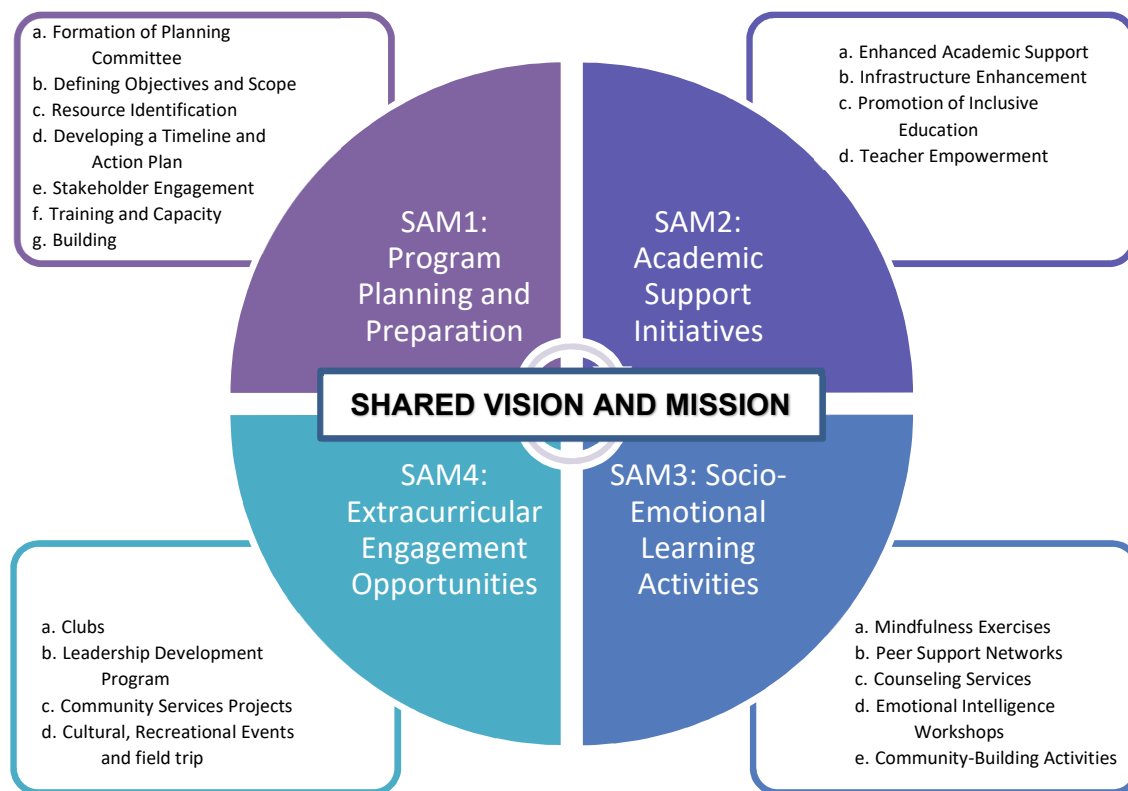 a. Formation of Planning
Committee
b. Defining Objectives and Scope
c. Resource Identification
d. Developing a Timeline and
Action Plan
e. Stakeholder Engagement
f. Training and Capacity
g. Building
a. Enhanced Academic Support
b. Infrastructure Enhancement
c. Promotion of Inclusive
Education
d. Teacher Empowerment
SAM1:
Program
Planning and
Preparation
SAM2:
Academic
Support
Initiatives
SHARED VISION AND MISSION
SAM4:
Extracurricular
Engagement
Opportunities
SAM3: Socio-
Emotional
Learning
Activities
a. Clubs
b. Leadership Development
Program
c. Community Services Projects
d. Cultural, Recreational Events
and field trip
a. Mindfulness Exercises
b. Peer Support Networks
c. Counseling Services
d. Emotional Intelligence
Workshops
e. Community-Building Activities